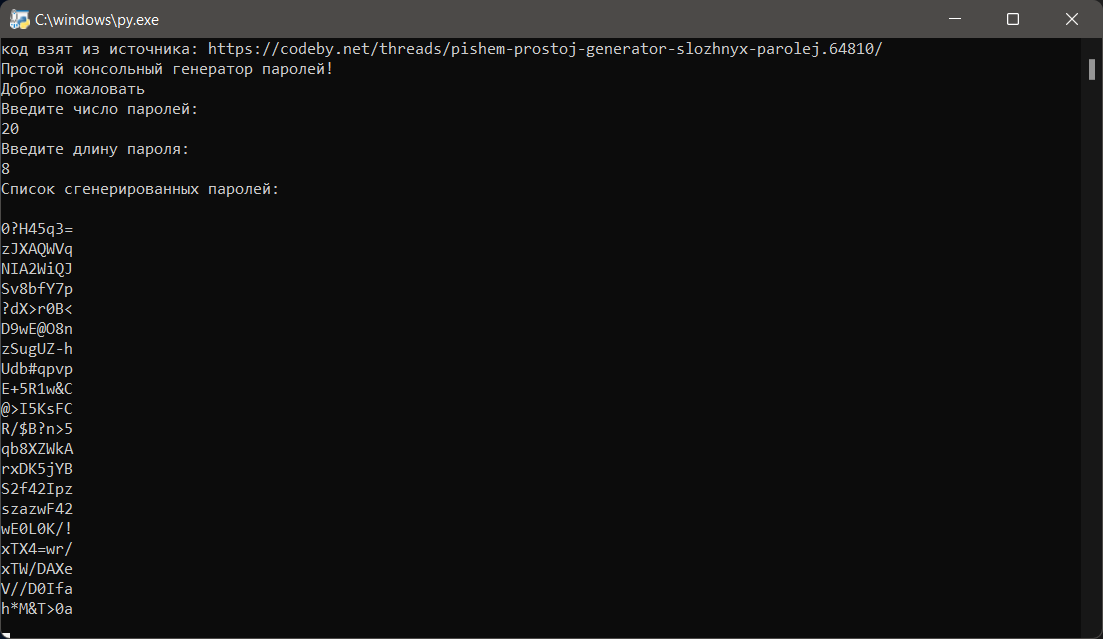 C:\windows\py.exe
код взят из источника: https://codeby.net/threads/pishem-prostoj-generator-slozhnyx-parolej.64810/
Простой консольный генератор паролей!
Добро пожаловать
Введите число паролей:
20
Введите длину пароля:
8
Список сгенерированных паролей:
0?H45q3=
zJXAQWVq
NIA2WiQJ
Sv8bfY7p
?dX>r0B<
D9wE@O8n
zSugUZ-h
Udb#qpvp
E+5R1w&C
@>I5KsFC
R/$B?n>5
qb8XZWkA
rxDK5jYB
S2f42Ipz
szazwF42
wE0L0K/!
xTX4=wr/
xTW/DAXe
V//D0Ifa
h*M&T>0a